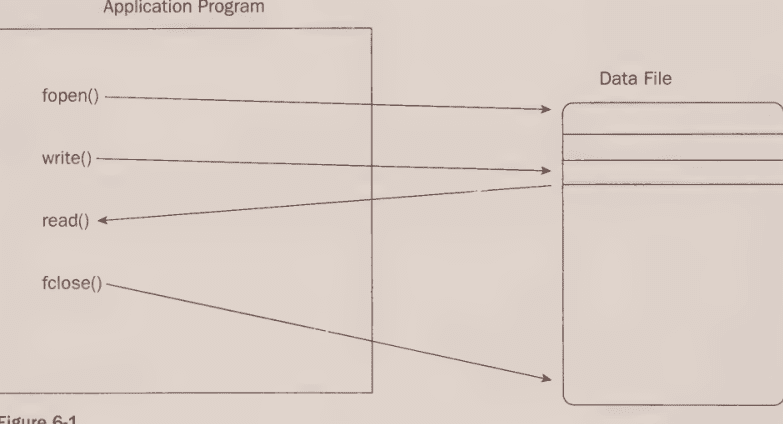 Application Program
Data File
fopen()
write()
read()
fclose()
Figure 6-1